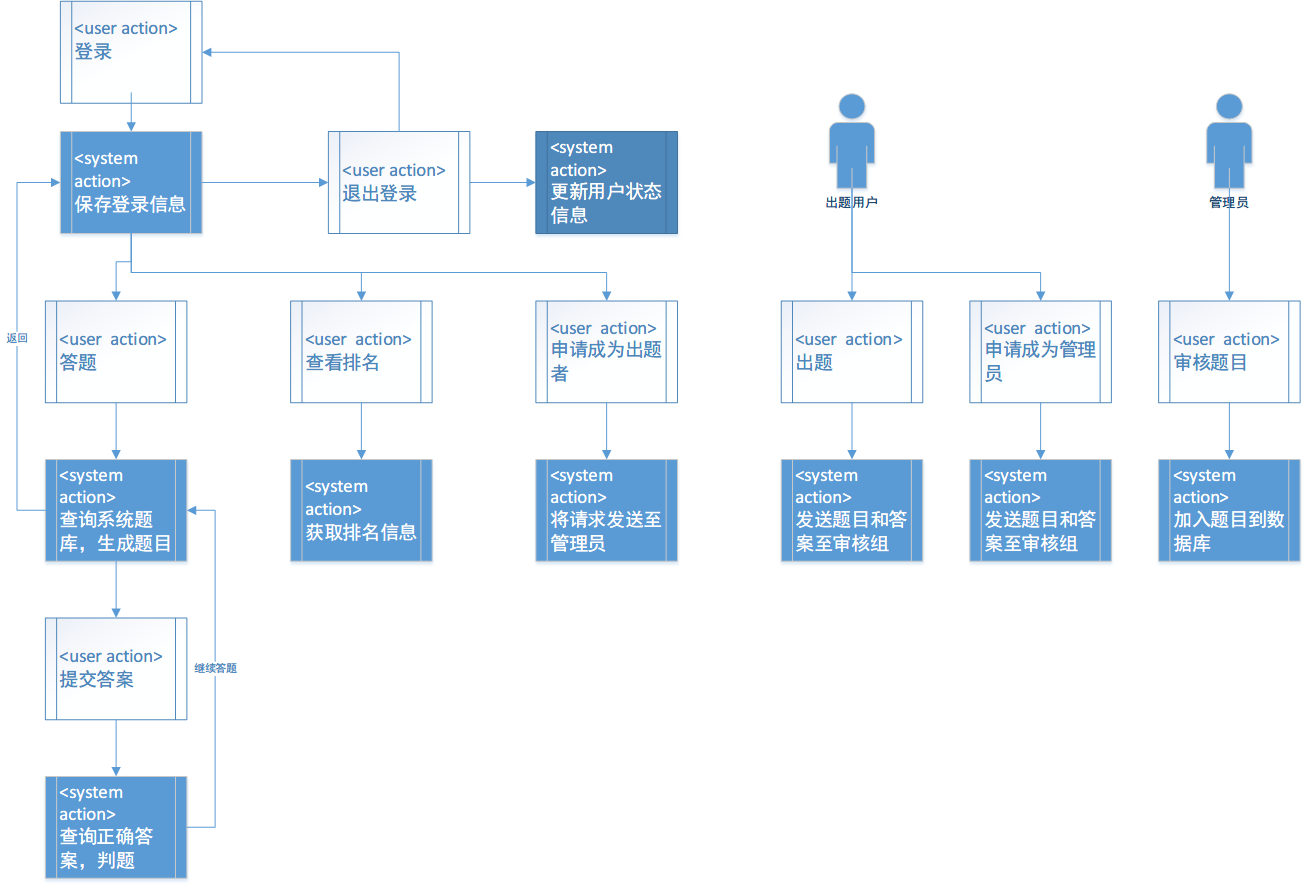 <user action>
登录
<system
action>
保存登录信息
<user action>
退出登录
<system
action>
更新用户状态
信息
出题用户
管理员
返回
<user action>
答题
<user action>
查看排名
<user action>
申请成为出题
者
<user action>
出题
<user action>
申请成为管理
员
<user action>
审核题目
<system
action>
查询系统题
库，生成题目
<system
action>
获取排名信息
<system
action>
将请求发送至
管理员
<system
action>
发送题目和答
案至审核组
<system
action>
发送题目和答
案至审核组
<system
action>
加入题目到数
据库
<user action>
提交答案
继续答题
<system
action>
查询正确答
案，判题